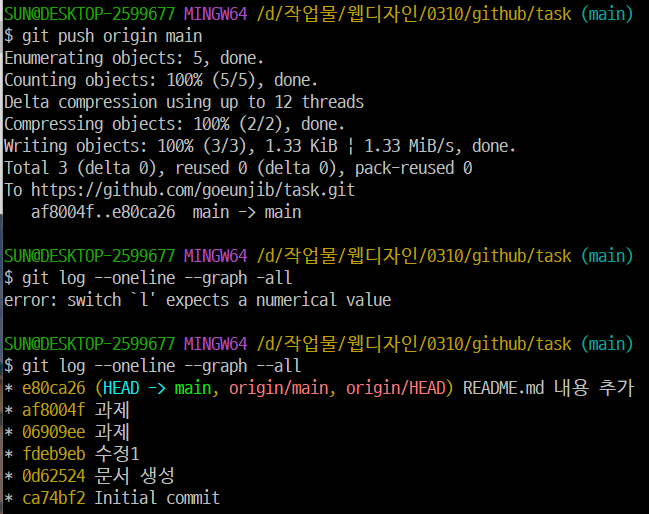 SUN@DESKTOP-2599677 MINGW64 /d/작업물/웹디자인/0310/github/task (main)
$ git push origin main
Enumerating objects: 5, done.
Counting objects: 100% (5/5), done.
Delta compression using up to 12 threads
Compressing objects: 100% (2/2), done.
Writing objects: 100% (3/3), 1.33 KiB ¦ 1.33 MiB/s, done.
Total 3 (delta 0), reused 0 (delta 0), pack-reused 0
To https://github.com/goeunjib/task.git
   af8004f..e80ca26  main -> main

SUN@DESKTOP-2599677 MINGW64 /d/작업물/웹디자인/0310/github/task (main)
$ git log --oneline --graph -all
error: switch `l' expects a numerical value

SUN@DESKTOP-2599677 MINGW64 /d/작업물/웹디자인/0310/github/task (main)
$ git log --oneline --graph --all
* e80ca26 (HEAD -> main, origin/main, origin/HEAD) README.md 내용 추가
* af8004f 과제
* 06909ee 과제
* fdeb9eb 수정1
* 0d62524 문서 생성
* ca74bf2 Initial commit